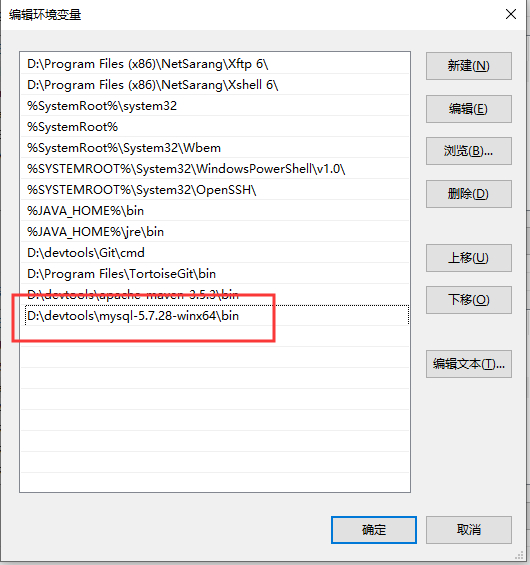 编辑环境变量
D:\Program Files (x86)\NetSarang\Xftp 6\
D:\Program Files (x86)\NetSarang\Xshell 6\
%SystemRoot%\system32
%SystemRoot%
%SystemRoot%\System32\Wbem
%SYSTEMROOT%\System32\WindowsPowerShell\v1.0\
%SYSTEMROOT%\System32\OpenSSH\
%JAVA_HOME%\bin
%JAVA_HOME%\jre\bin
D:\devtools\Git\cmd
D:\Program Files\TortoiseGit\bin
D:\devtools\apache-maven-3.5.3\bin
D:\devtools\mysql-5.7.28-winx64\bin
新建(N)
编辑(E)
浏览(B)...
删除(D)
上移(U)
下移(O)
编辑文本(T)...
确定
取消